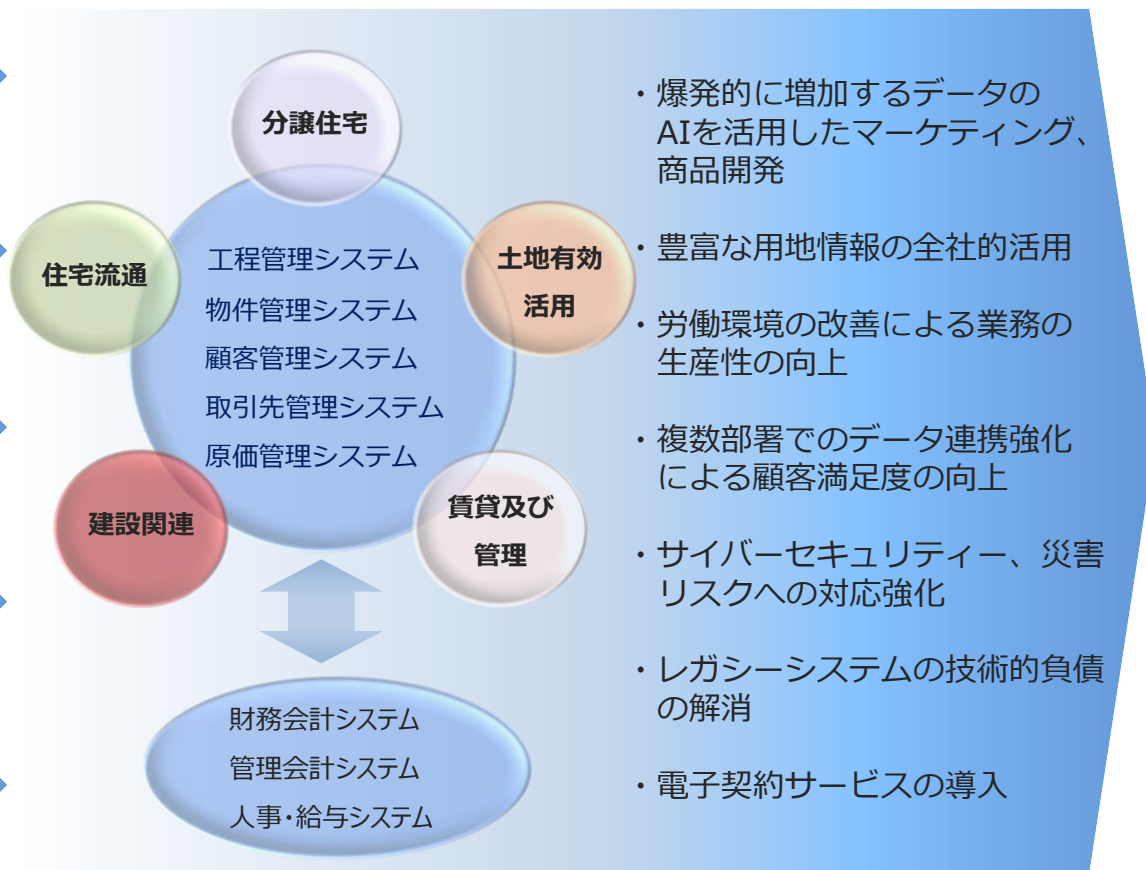 分譲住宅
住宅流通
土地有効
活用
建設関連
賃貸及び
管理
工程管理システム
物件管理システム
顧客管理システム
取引先管理システム
原価管理システム
財務会計システム
管理会計システム
人事・給与システム
・爆発的に増加するデータの
AIを活用したマーケティング、
商品開発
・豊富な用地情報の全社的活用
・労働環境の改善による業務の
生産性の向上
・複数部署でのデータ連携強化
による顧客満足度の向上
・サイバーセキュリティー、災害
リスクへの対応強化
・レガシーシステムの技術的負債
の解消
・電子契約サービスの導入